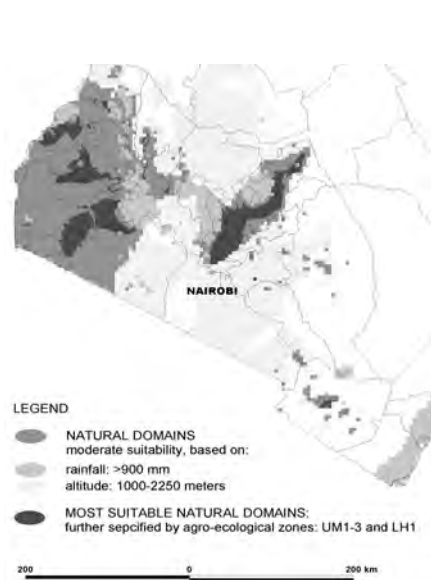 NAIROBI
LEGEND
NATURAL DOMAINS
moderate suitability, based on:
rainfall: >900 mm
altitude: 1000-2250 meters
MOST SUITABLE NATURAL DOMAINS;
further sepcified by agro-ecological zones: UM1-3 and LH1
200 0 200 km